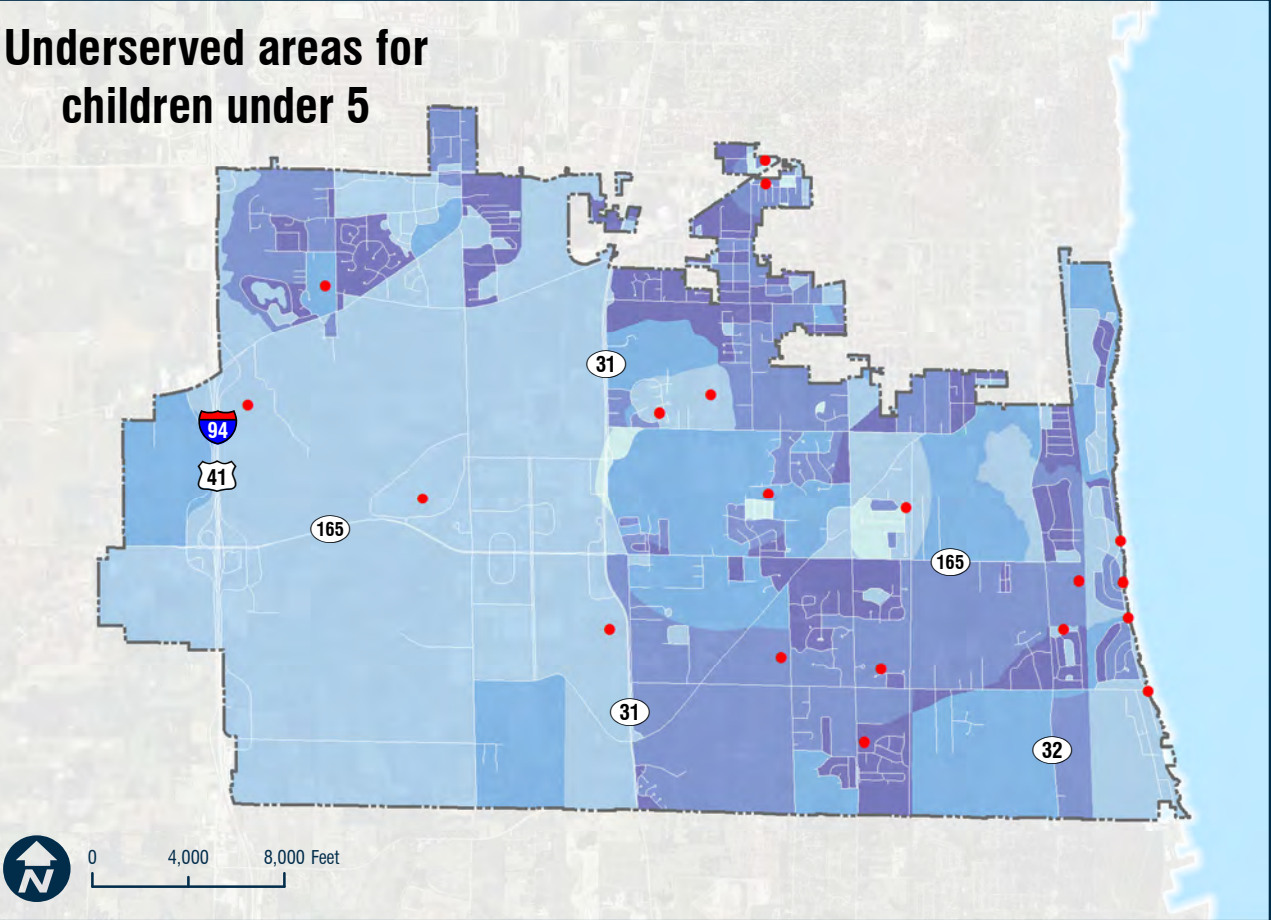 Underserved areas for
children under 5
31
94
41
165
165
31
32
N
0 4,000 8,000 Feet